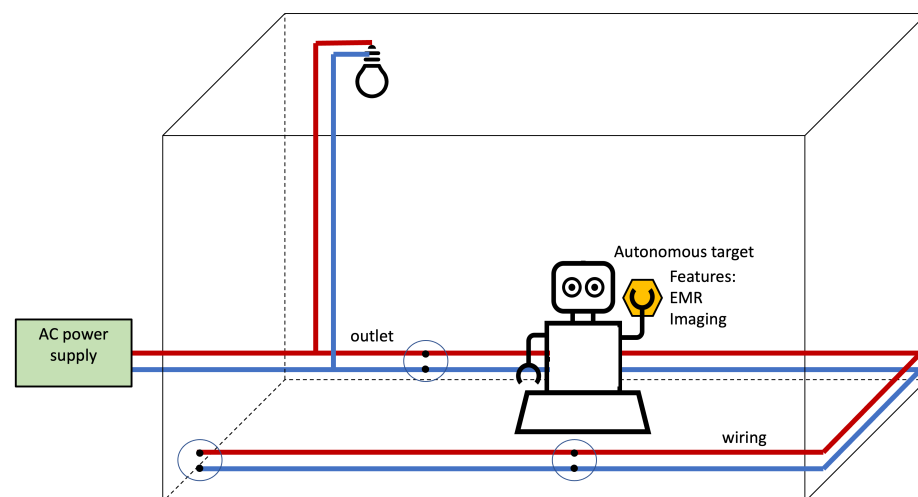 Autonomous target
Features:
EMR
Imaging
AC power
supply
outlet
wiring